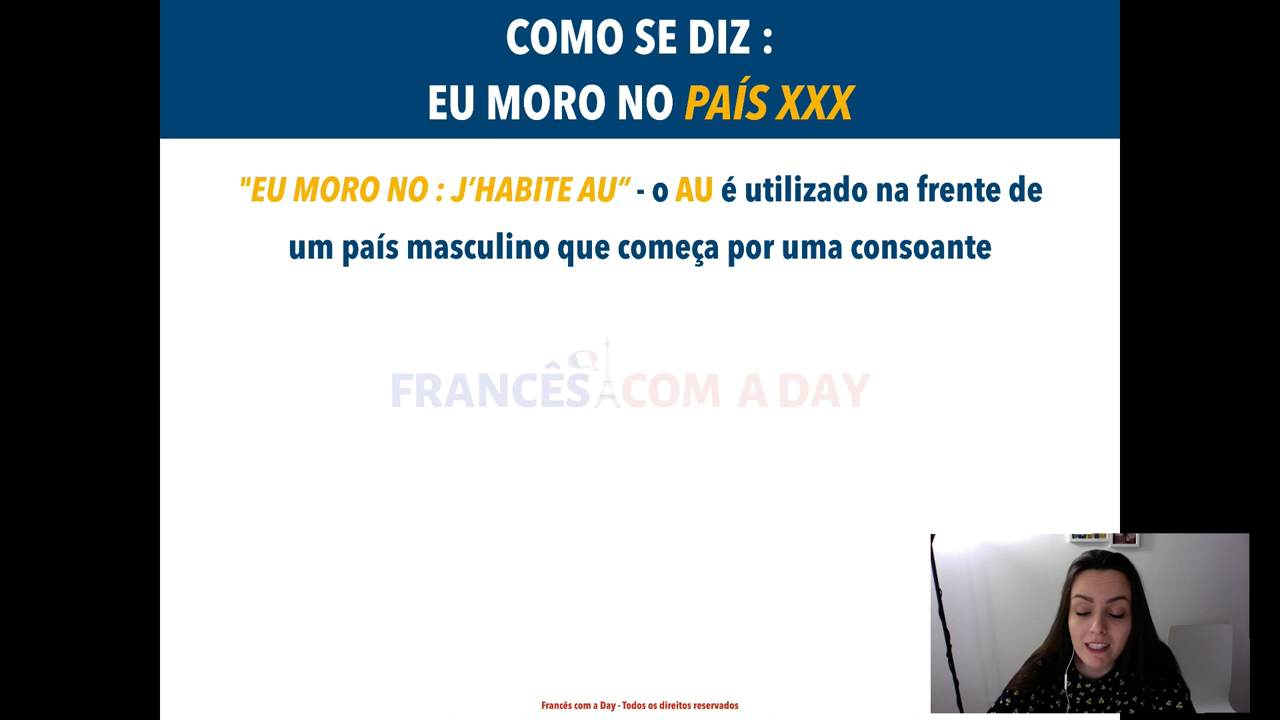 COMO SE DIZ :
EU MORO NO PAÍS XXX
"EU MORO NO : J’HABITE AU” - o AU é utilizado na frente de
um país masculino que começa por uma consoante
FRANCÊS COM A DAY
Francês com a Day - Todos os direitos reservados